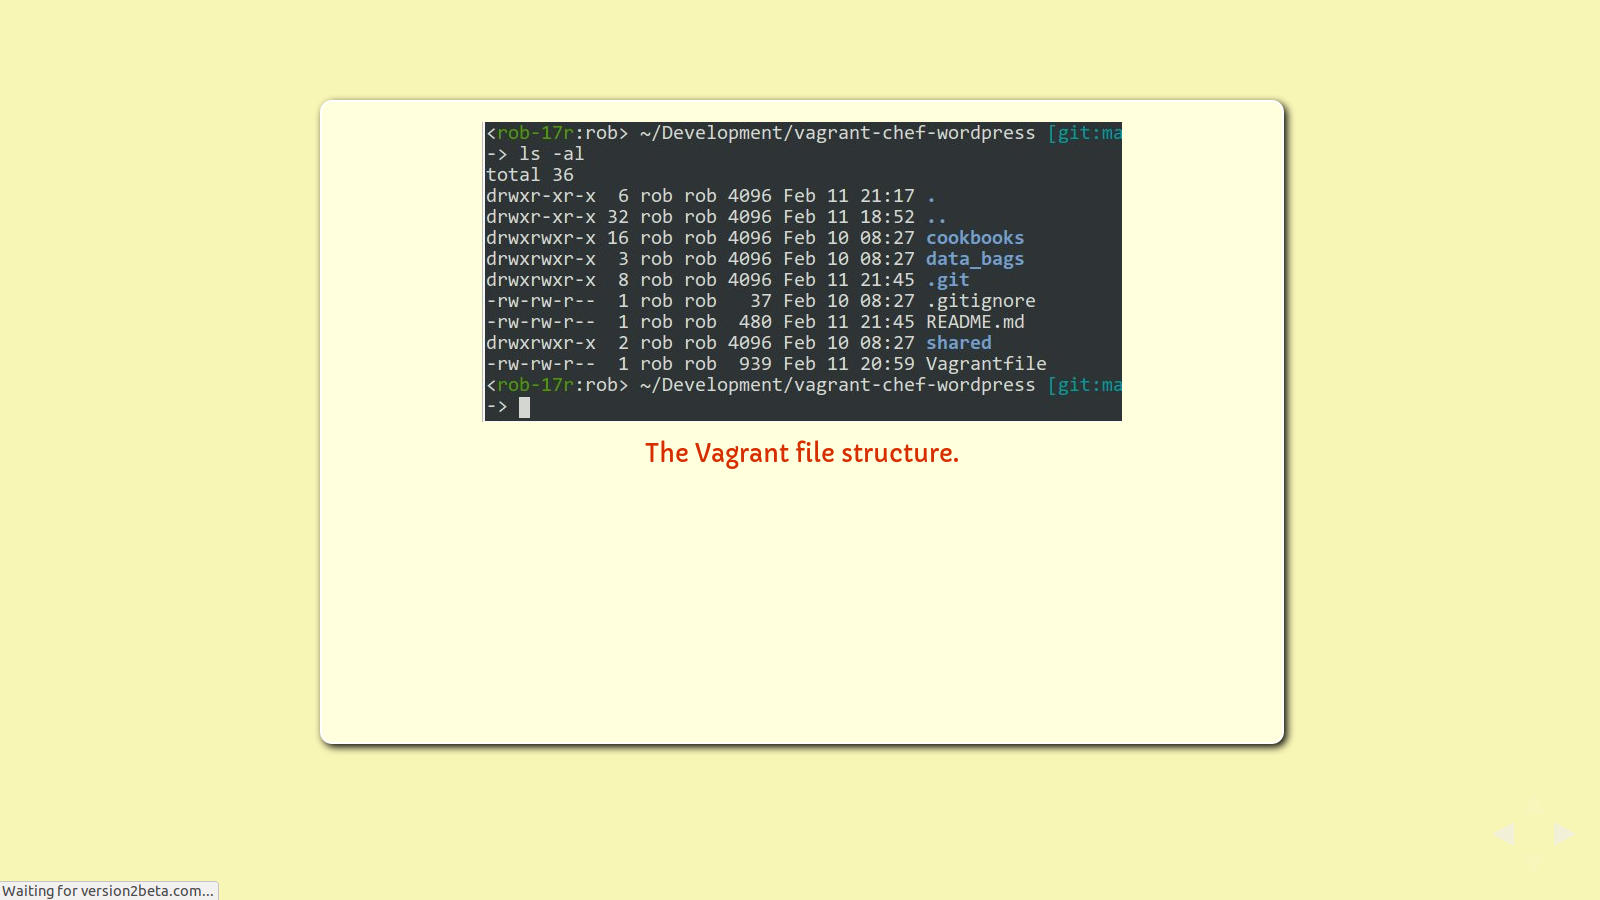 <rob-17r:rob> ~/Development/vagrant-chef-wordpress [git:ma
-> ls -al
total 36
drwxr-xr-x  6 rob rob 4096 Feb 11 21:17 .
drwxr-xr-x 32 rob rob 4096 Feb 11 18:52 ..
drwxrwxr-x 16 rob rob 4096 Feb 10 08:27 cookbooks
drwxrwxr-x  3 rob rob 4096 Feb 10 08:27 data_bags
drwxrwxr-x  8 rob rob 4096 Feb 11 21:45 .git
-rw-rw-r--  1 rob rob   37 Feb 10 08:27 .gitignore
-rw-rw-r--  1 rob rob  480 Feb 11 21:45 README.md
drwxrwxr-x  2 rob rob 4096 Feb 10 08:27 shared
-rw-rw-r--  1 rob rob  939 Feb 11 20:59 Vagrantfile
<rob-17r:rob> ~/Development/vagrant-chef-wordpress [git:ma
->
The Vagrant file structure.
Waiting for version2beta.com...